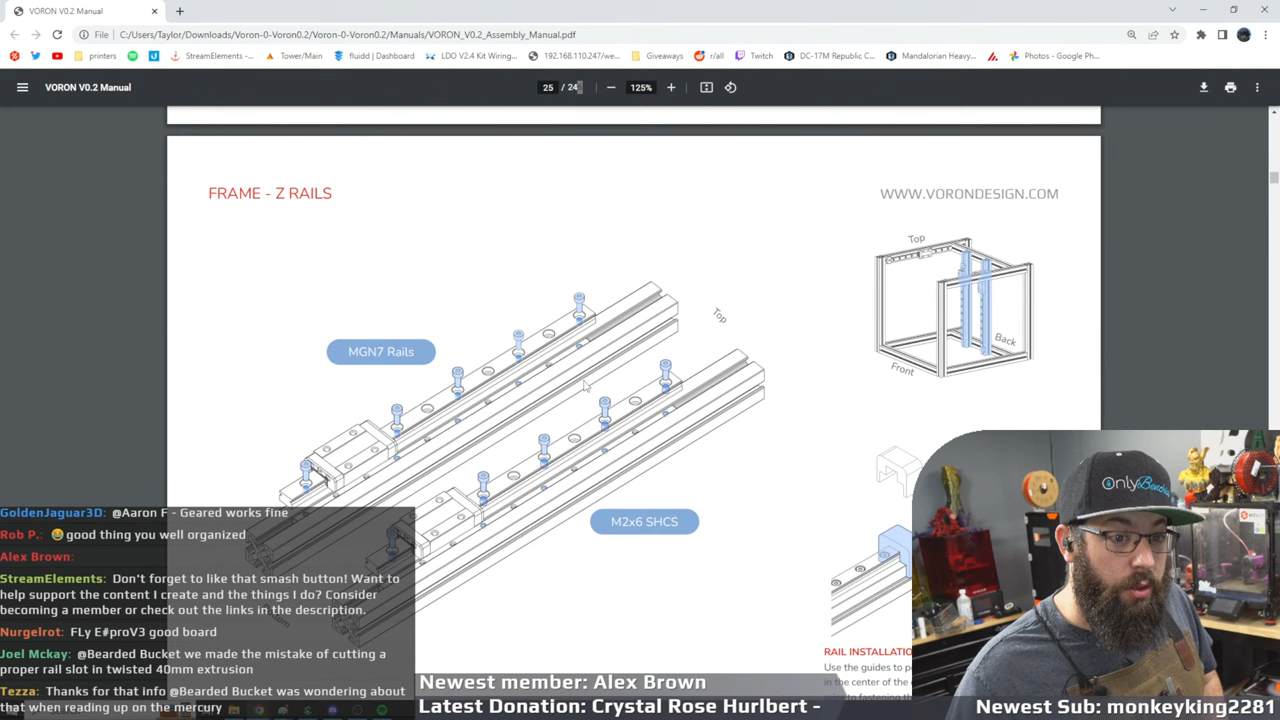 VORON V0.2 Manual
C:/Users/Taylor/Downloads/Voron-0-Voron0.2/Voron-0-Voron0.2/Manuals/VORON_V0.2_Assembly_Manual.pdf
File
printers
StreamElements -...
Tower/Main
fluidd | Dashboard
LDO V2.4 Kit Wiring...
192.168.110.247/we...
Giveaways
r/all
Twitch
DC-17M Republic C...
Mandalorian Heavy...
Photos - Google Ph...
VORON V0.2 Manual
25 / 24
125%
FRAME - Z RAILS
WWW.VORONDESIGN.COM
Top
Back
Front
Top
MGN7 Rails
M2x6 SHCS
RAIL INSTALLATIO
Use the guides to p
in the center of the
OnlyBenchies
GoldenJaguar3D: @Aaron F - Geared works fine
Rob P.: 😅good thing you well organized
Alex Brown:
StreamElements: Don't forget to like that smash button! Want to
help support the content I create and the things I do? Consider
becoming a member or check out the links in the description.
Nurgelrot: FLy E#proV3 good board
Joel Mckay: @Bearded Bucket we made the mistake of cutting a
proper rail slot in twisted 40mm extrusion
Tezza: Thanks for that info @Bearded Bucket was wondering about
that when reading up on the mercury
Newest member: Alex Brown
Latest Donation: Crystal Rose Hurlbert -
Newest Sub: monkeyking2281